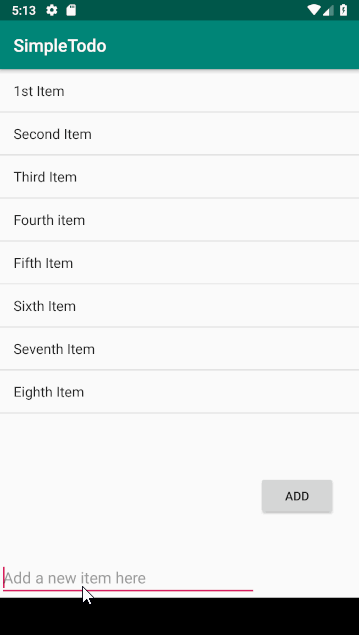 5:13
SimpleTodo
1st Item
Second Item
Third Item
Fourth item
Fifth Item
Sixth Item
Seventh Item
Eighth Item
ADD
Add a new item here